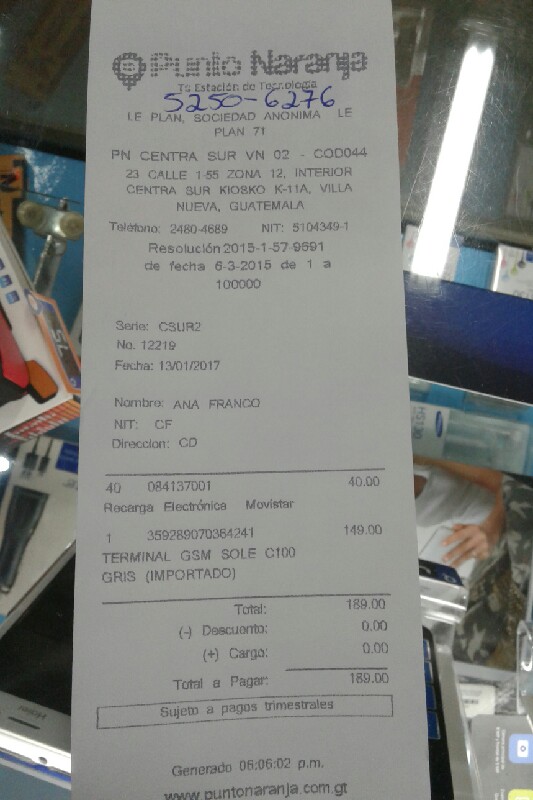 Punto Naranja
Tu Estación de Tecnología
5250-6276
LE PLAN, SOCIEDAD ANONIMA LE
PLAN 71
PN CENTRA SUR VN 02 - COD044
23 CALLE 1-55 ZONA 12, INTERIOR
CENTRA SUR KIOSKO K-11A, VILLA
NUEVA, GUATEMALA
Teléfono: 2480-4689 NIT: 5104349-1
Resolución 2015-1-57-9691
de fecha 6-3-2015 de 1 a
100000
Serie: CSUR2
No. 12219
Fecha: 13/01/2017
Nombre: ANA FRANCO
NIT: CF
Direccion: CD
40 084137001 40.00
Recarga Electrónica Movistar
1 359289070364241 149.00
TERMINAL GSM SOLE C100
GRIS (IMPORTADO)
Total: 189.00
(-) Descuento: 0.00
(+) Cargo: 0.00
Total a Pagar: 189.00
Sujeto a pagos trimestrales
Generado 06:06:02 p.m.
www.puntonaranja.com.gt